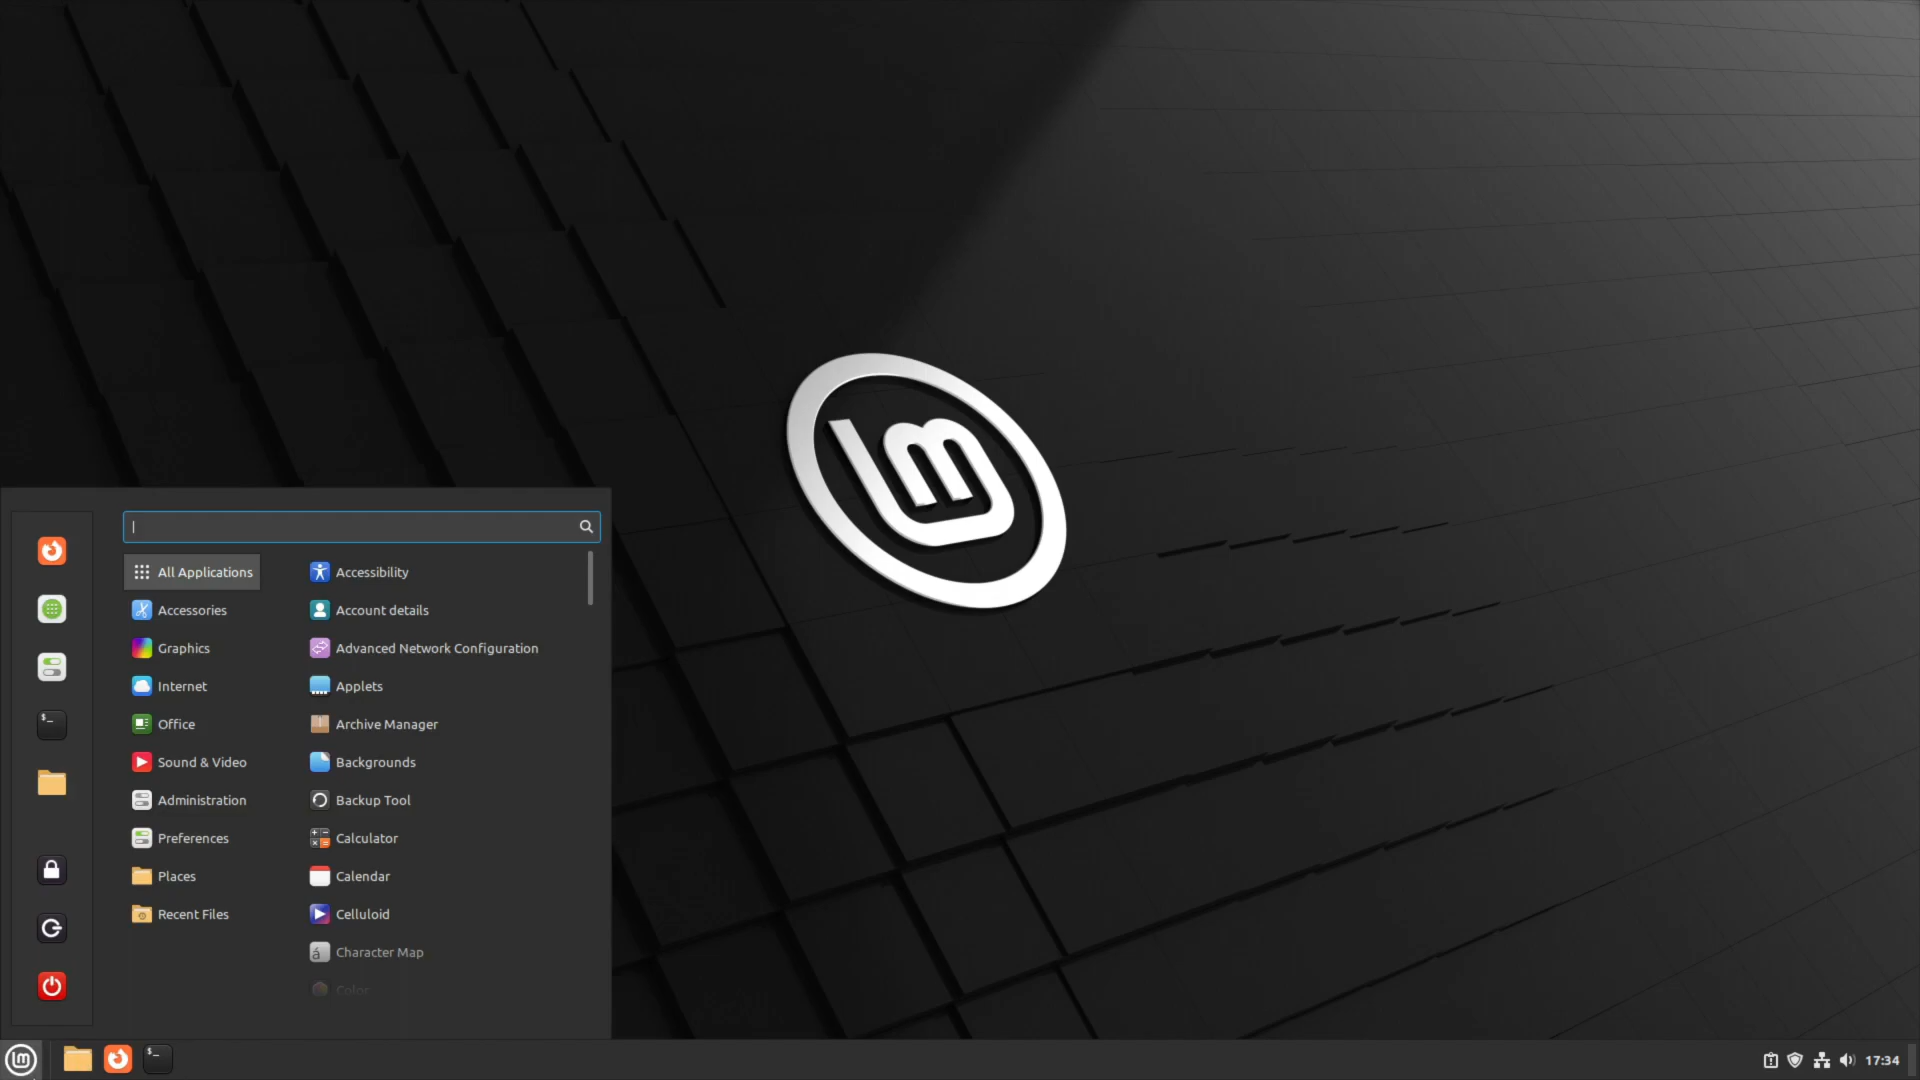 All Applications
Accessories
Graphics
Internet
Office
Sound & Video
Administration
Preferences
Places
Recent Files
Accessibility
Account details
Advanced Network Configuration
Applets
Archive Manager
Backgrounds
Backup Tool
Calculator
Calendar
Celluloid
Character Map
Color
17:34